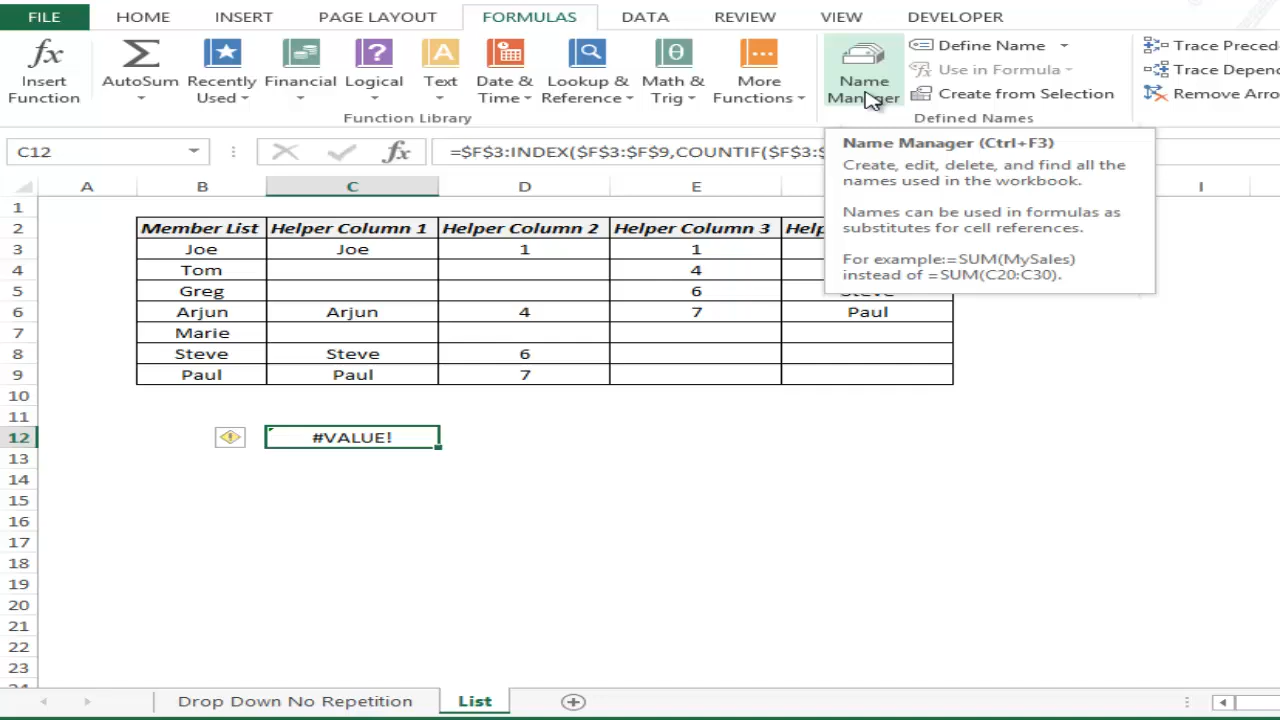 FILE HOME INSERT PAGE LAYOUT FORMULAS DATA REVIEW VIEW DEVELOPER
fx Σ ? A θ
Insert AutoSum Recently Financial Logical Text Date & Lookup & Math & More Name
Function Used Time Reference Trig Functions Manager
Define Name Trace Preced
Use in Formula Trace Depend
Create from Selection Remove Arro
Function Library Defined Names
C12 fx =$F$3:INDEX($F$3:$F$9,COUNTIF($F$3:$
Name Manager (Ctrl+F3)
Create, edit, delete, and find all the
names used in the workbook.
Names can be used in formulas as
substitutes for cell references.
For example:=SUM(MySales)
instead of =SUM(C20:C30).
A B C D E I
1
2 Member List Helper Column 1 Helper Column 2 Helper Column 3 Help
3 Joe Joe 1 1
4 Tom 4
5 Greg 6 Steve
6 Arjun Arjun 4 7 Paul
7 Marie
8 Steve Steve 6
9 Paul Paul 7
10
11
12 #VALUE!
13
14
15
16
17
18
19
20
21
22
23
24
Drop Down No Repetition List